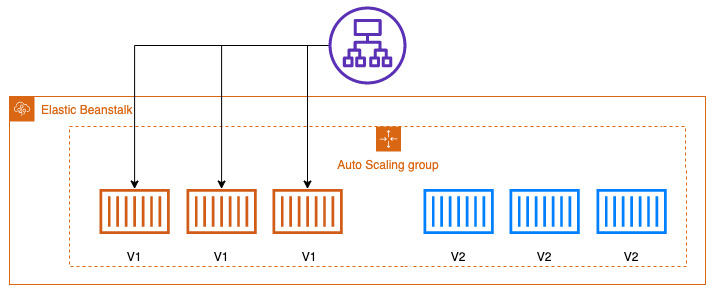 Elastic Beanstalk
Auto Scaling group
V1 V1 V1 V2 V2 V2